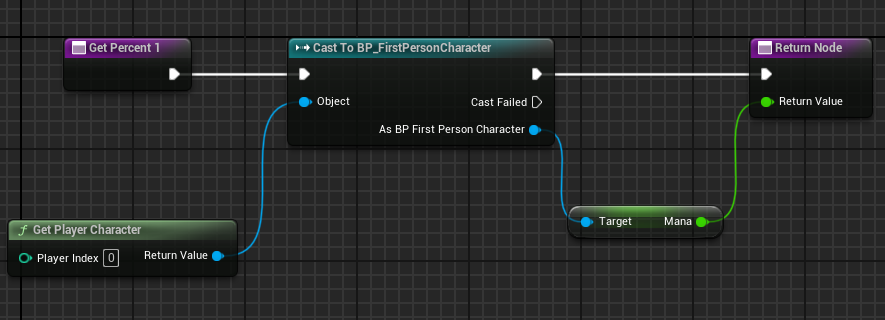 Get Percent 1
Cast To BP_FirstPersonCharacter
Return Node
Object
Cast Failed
Return Value
As BP First Person Character
Target
Mana
f Get Player Character
Player Index 0
Return Value